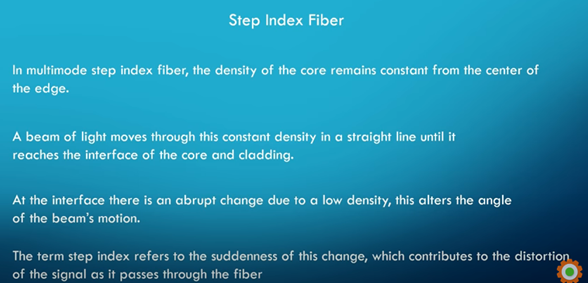 Step Index Fiber
In multimode step index fiber, the density of the core remains constant from the center of
the edge.
A beam of light moves through this constant density in a straight line until it
reaches the interface of the core and cladding.
At the interface there is an abrupt change due to a low density, this alters the angle
of the beam's motion.
The term step index refers to the suddenness of this change, which contributes to the distortion
of the signal as it passes through the fiber